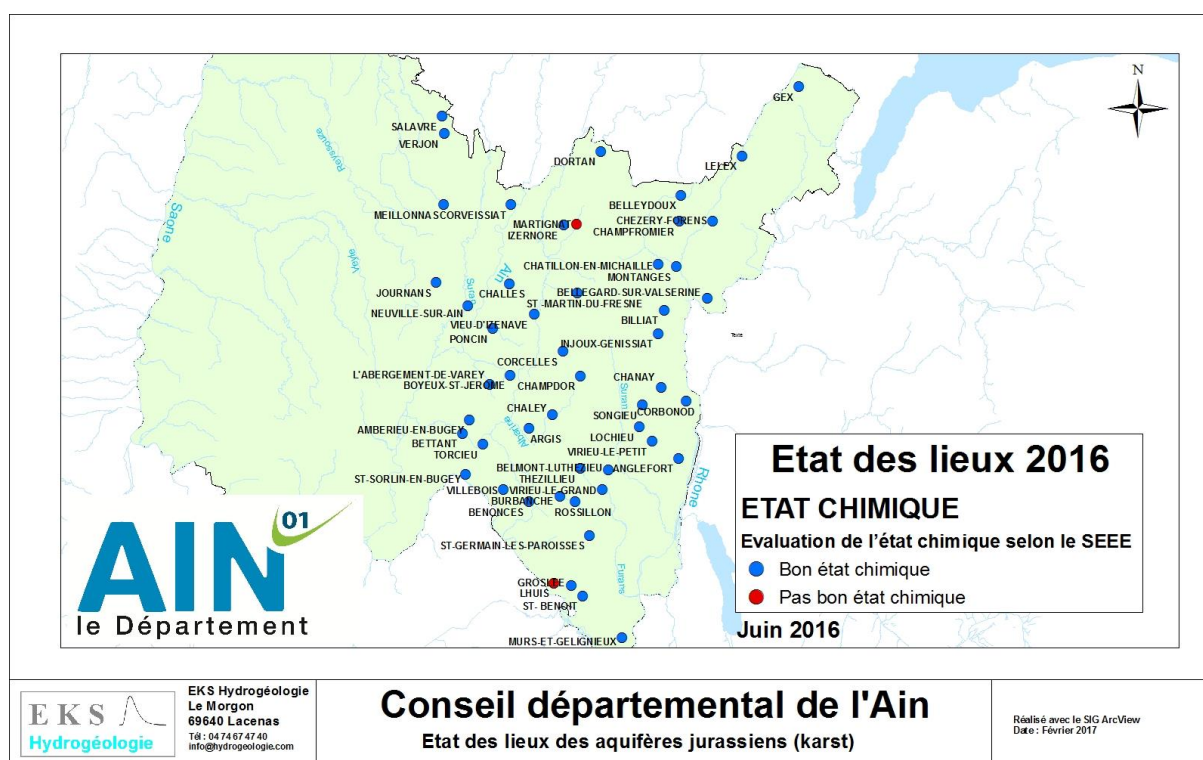 N
GEX
SALAVRE
VERJON
DORTAN
LELEX
Reyssouze
Saone
MEILLONNAS
CORVEISSIAT
BELLEYDOUX
MARTIGNAT
CHEZERY-FORENS
IZERNORE
CHAMPFROMIER
Veyle
Ain
CHATILLON-EN-MICHAILLE
MONTANGES
Suran
JOURNANS
CHALLES
BELLEGARD-SUR-VALSERINE
ST -MARTIN-DU-FRESNE
NEUVILLE-SUR-AIN
BILLIAT
VIEU-D'IZENAVE
PONCIN
INJOUX-GENISSIAT
CORCELLES
L'ABERGEMENT-DE-VAREY
BOYEUX-ST-JEROME
CHAMPDOR
CHANAY
CHALEY
SONGIEU
CORBONOD
AMBERIEU-EN-BUGEY
Albarine
ARGIS
LOCHIEU
BETTANT
TORCIEU
VIRIEU-LE-PETIT
BELMONT-LUTHEZIEU
ANGLEFORT
Rhone
ST-SORLIN-EN-BUGEY
THEZILLIEU
VILLEBOIS
VIRIEU-LE-GRAND
BURBANCHE
BENONCES
ROSSILLON
ST-GERMAIN-LES-PAROISSES
Furans
GROSLEE
LHUIS
ST- BENOIT
MURS-ET-GELIGNIEUX
AIN 01
le Département
Etat des lieux 2016
ETAT CHIMIQUE
Evaluation de l'état chimique selon le SEEE
Bon état chimique
Pas bon état chimique
Juin 2016
EKS
Hydrogéologie
EKS Hydrogéologie
Le Morgon
69640 Lacenas
Tél : 04 74 67 47 40
info@hydrogeologie.com
Conseil départemental de l'Ain
Etat des lieux des aquifères jurassiens (karst)
Réalisé avec le SIG ArcView
Date : Février 2017